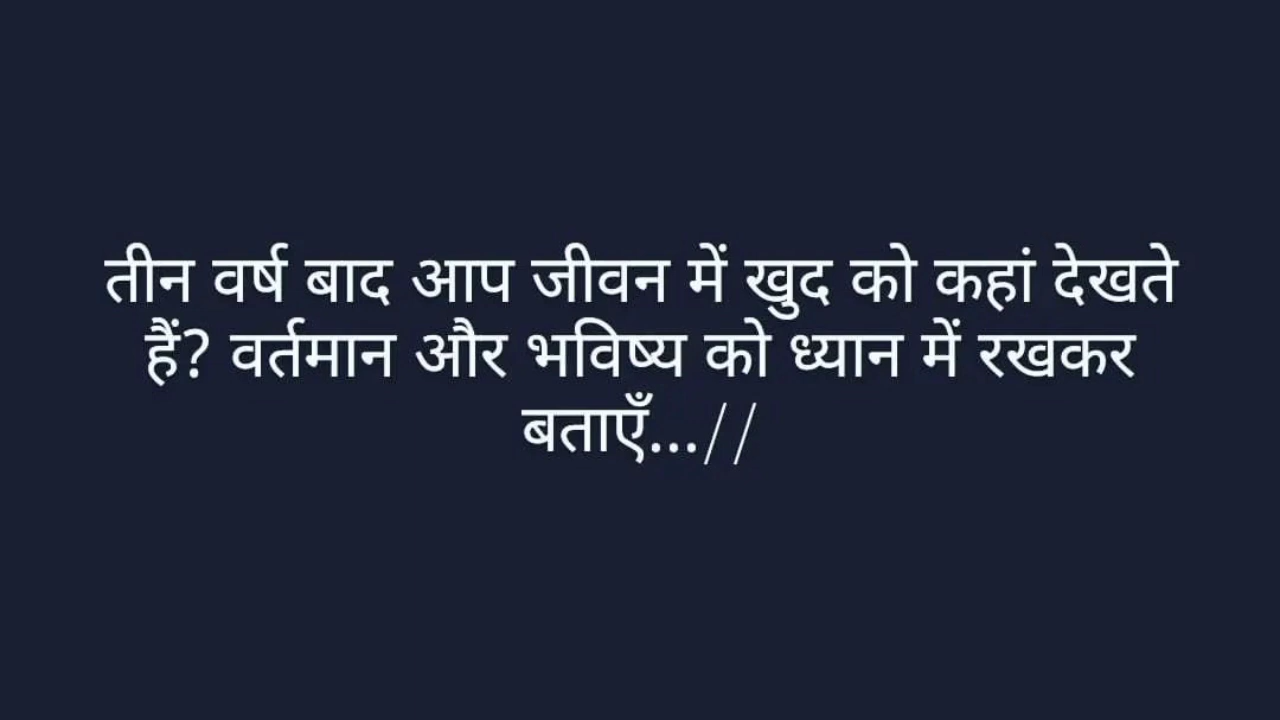 तीन वर्ष बाद आप जीवन में खुद को कहां देखते
हैं? वर्तमान और भविष्य को ध्यान में रखकर
बताएँ...//